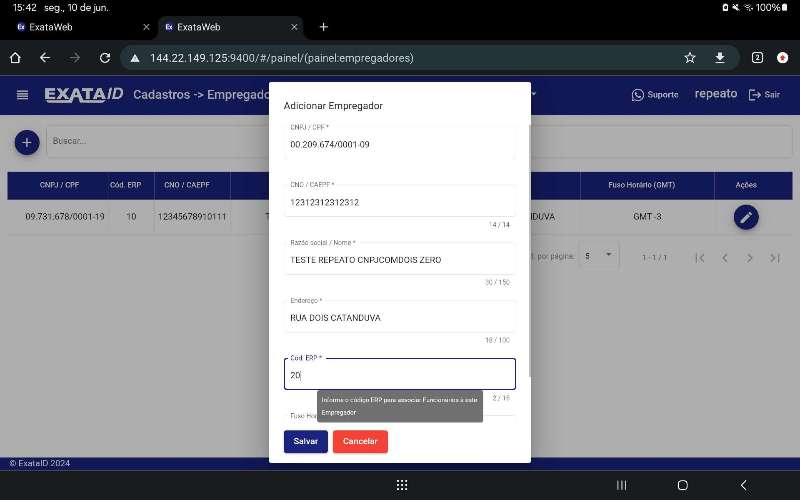 15:42 seg., 10 de jun.
100%
Ex ExataWeb
Ex ExataWeb
144.22.149.125:9400/#/painel/(painel:empregadores)
2
EXATAID Cadastros -> Empregado
Suporte
repeato
Sair
Adicionar Empregador
CNPJ / CPF *
00.209.674/0001-09
Buscar...
CNPJ / CPF
Cód. ERP
CNO / CAEPF
Fuso Horário (GMT)
Ações
CNO / CAEPF *
12312312312312
14 / 14
09.731.678/0001-19
10
12345678910111
T
DUVA
GMT -3
Razão social / Nome *
TESTE REPEATO CNPJCOMDOIS ZERO
30 / 150
por página:
5
1 - 1 / 1
Endereço *
RUA DOIS CATANDUVA
18 / 100
Cód. ERP *
20
2 / 16
Informe o código ERP para associar Funcionários à este
Empregador
Fuso Hor
Salvar
Cancelar
© ExataID 2024